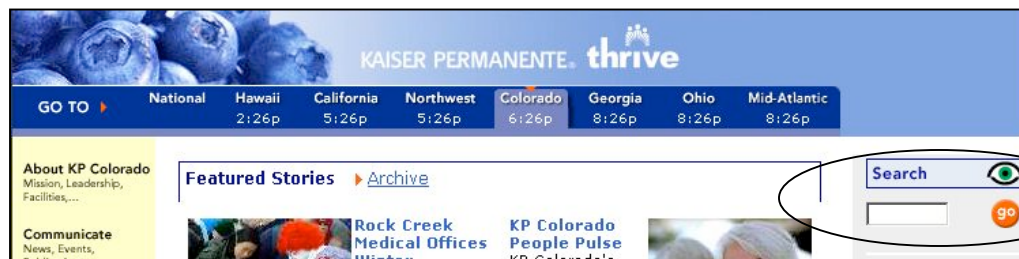 KAISER PERMANENTE. thrive
GO TO National Hawaii California Northwest Colorado Georgia Ohio Mid-Atlantic
2:26p 5:26p 5:26p 6:26p 8:26p 8:26p 8:26p
About KP Colorado
Mission, Leadership,
Facilities,...
Communicate
News, Events,
Featured Stories Archive
Rock Creek
Medical Offices
KP Colorado
People Pulse
Search
go